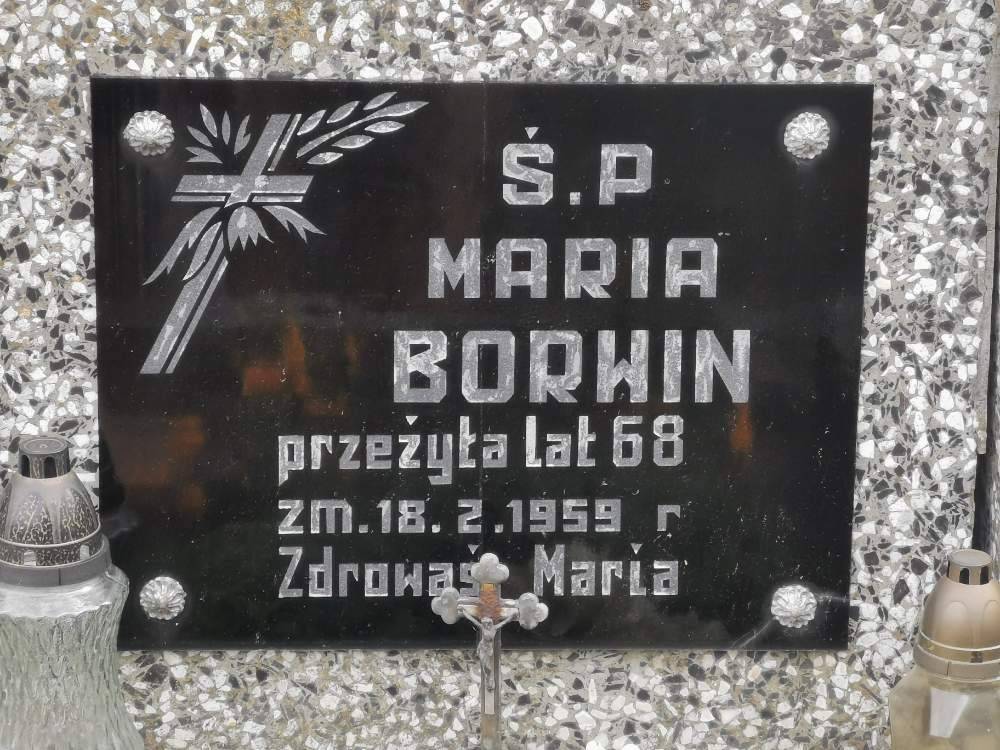 Ś.P
MARIA
BORWIN
przeżyła lat 68
zm. 18. 2. 1959 r
Zdrowaś Maria